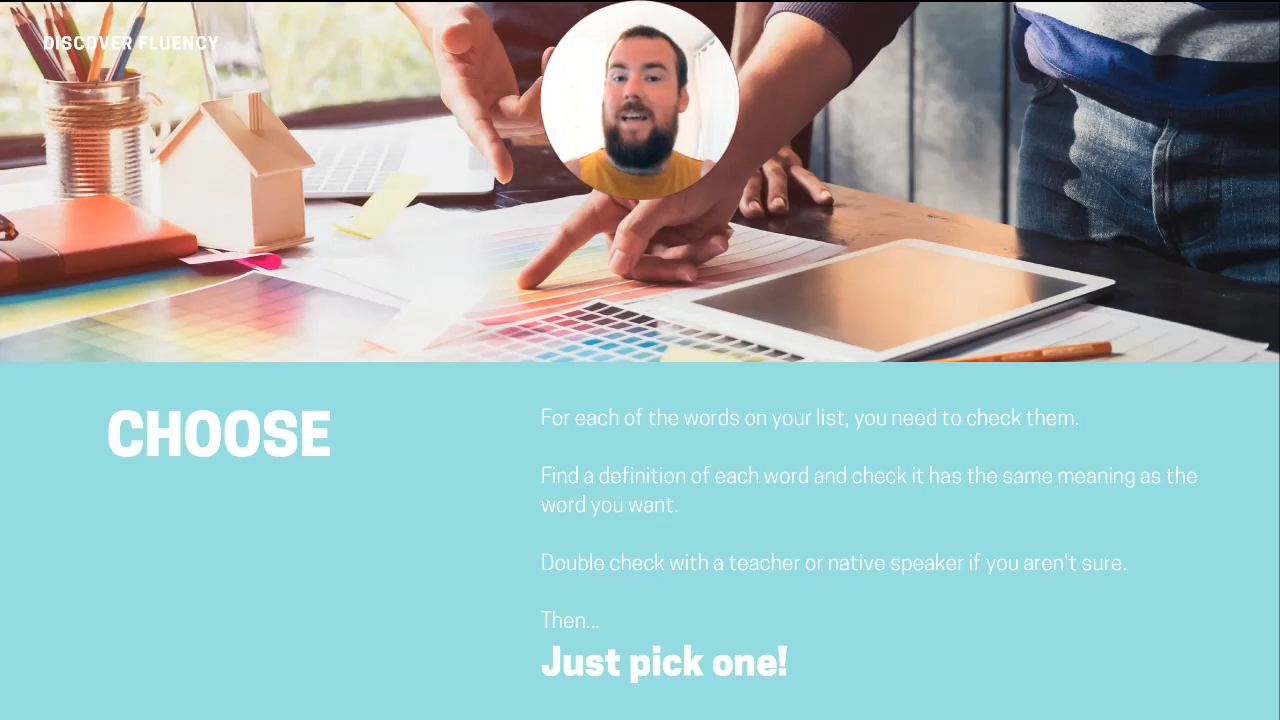 DISCOVER FLUENCY
CHOOSE
For each of the words on your list, you need to check them.
Find a definition of each word and check it has the same meaning as the
word you want.
Double check with a teacher or native speaker if you aren't sure.
Then...
Just pick one!